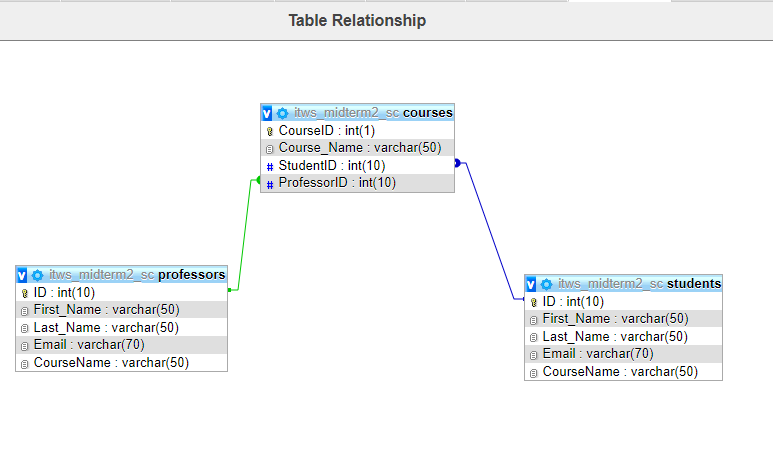 Table Relationship
v itws_midterm2_sc courses
CourseID : int(1)
Course_Name : varchar(50)
# StudentID : int(10)
# ProfessorID : int(10)
v itws_midterm2_sc professors
ID : int(10)
First_Name : varchar(50)
Last_Name : varchar(50)
Email : varchar(70)
CourseName : varchar(50)
v itws_midterm2_sc students
ID : int(10)
First_Name : varchar(50)
Last_Name : varchar(50)
Email : varchar(70)
CourseName : varchar(50)